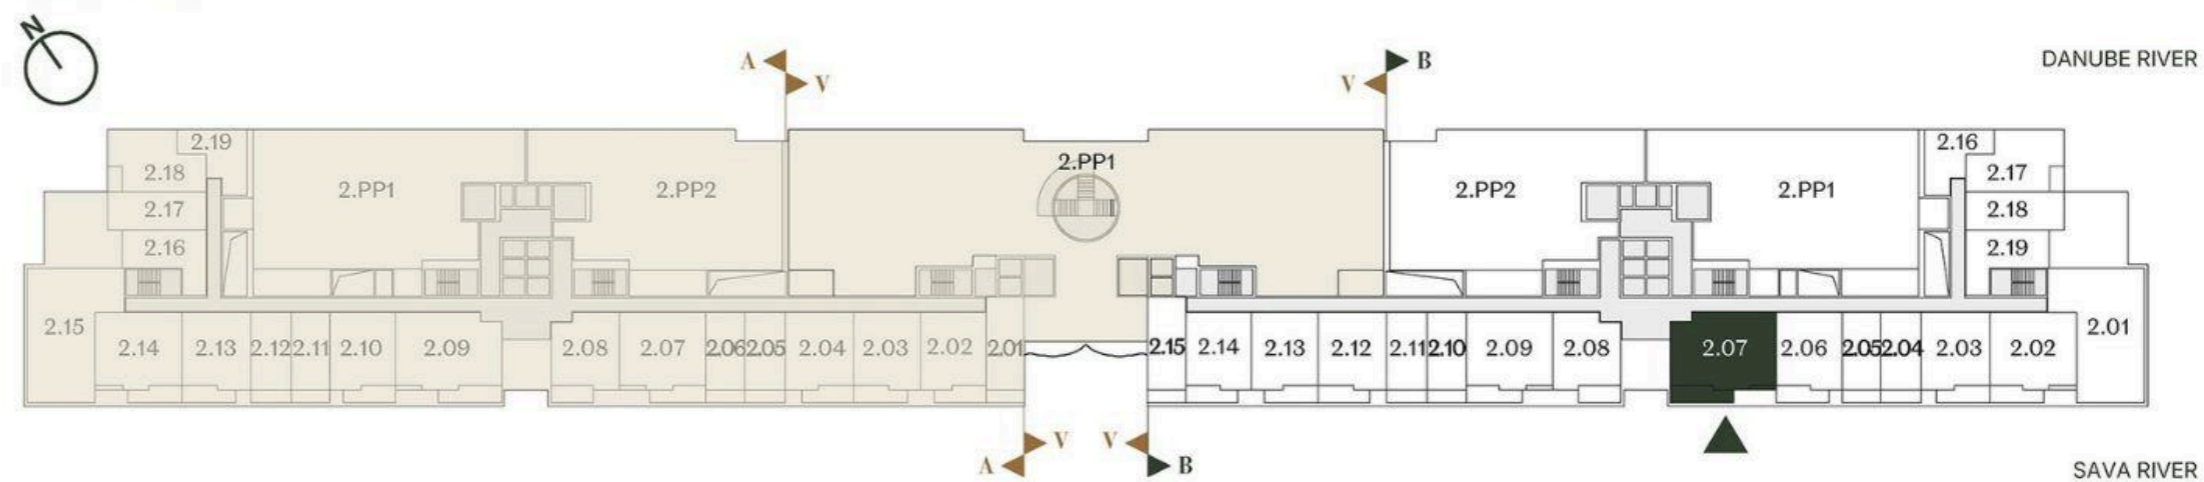 N
A
V
V
B
DANUBE RIVER
2.19
2.18
2.17
2.16
2.PP1
2.PP2
2.PP1
2.PP2
2.PP1
2.16
2.17
2.18
2.19
2.15
2.14
2.13
2.12
2.11
2.10
2.09
2.08
2.07
2.06
2.05
2.04
2.03
2.02
2.01
2.15
2.14
2.13
2.12
2.11
2.10
2.09
2.08
2.07
2.06
2.05
2.04
2.03
2.02
2.01
V
A
V
B
SAVA RIVER